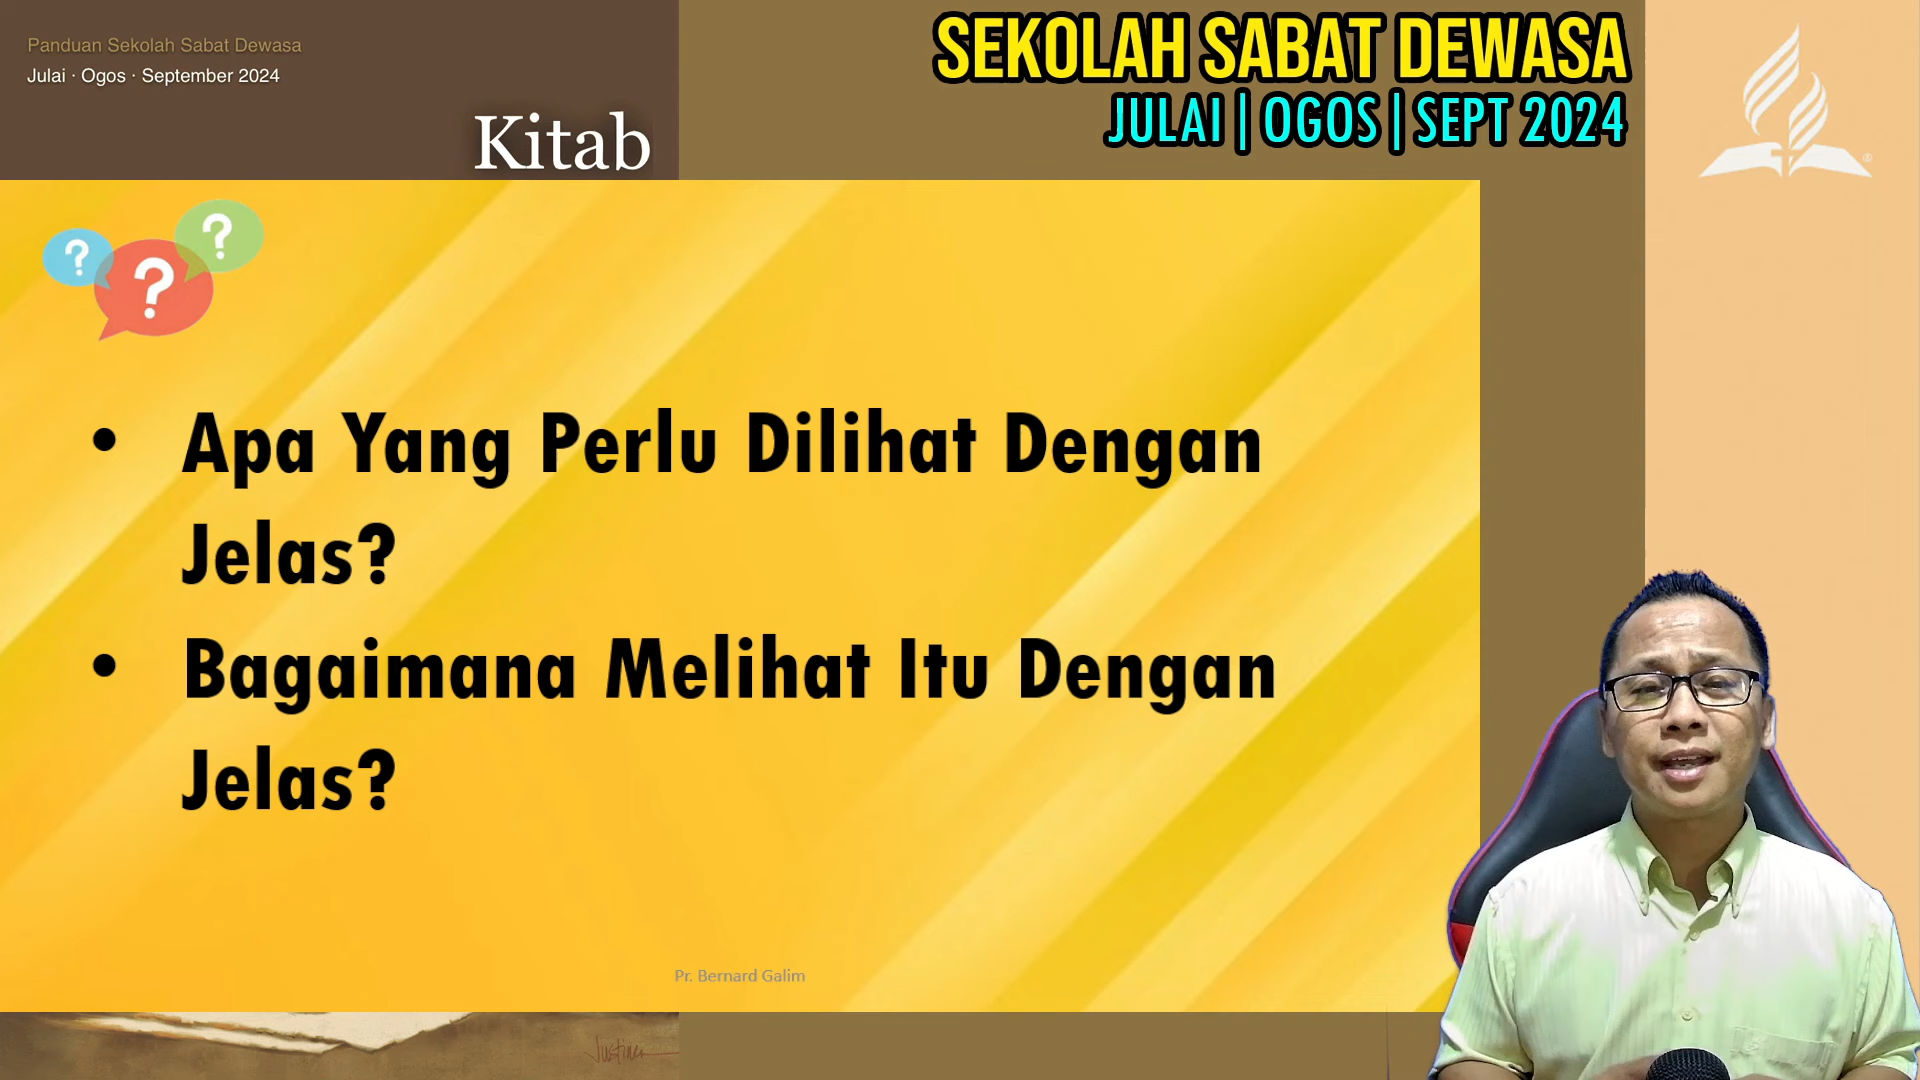 Panduan Sekolah Sabat Dewasa
Julai · Ogos · September 2024
Kitab
SEKOLAH SABAT DEWASA
JULAI | OGOS | SEPT 2024
®
? ? ?
• Apa Yang Perlu Dilihat Dengan
Jelas?
• Bagaimana Melihat Itu Dengan
Jelas?
Pr. Bernard Galim